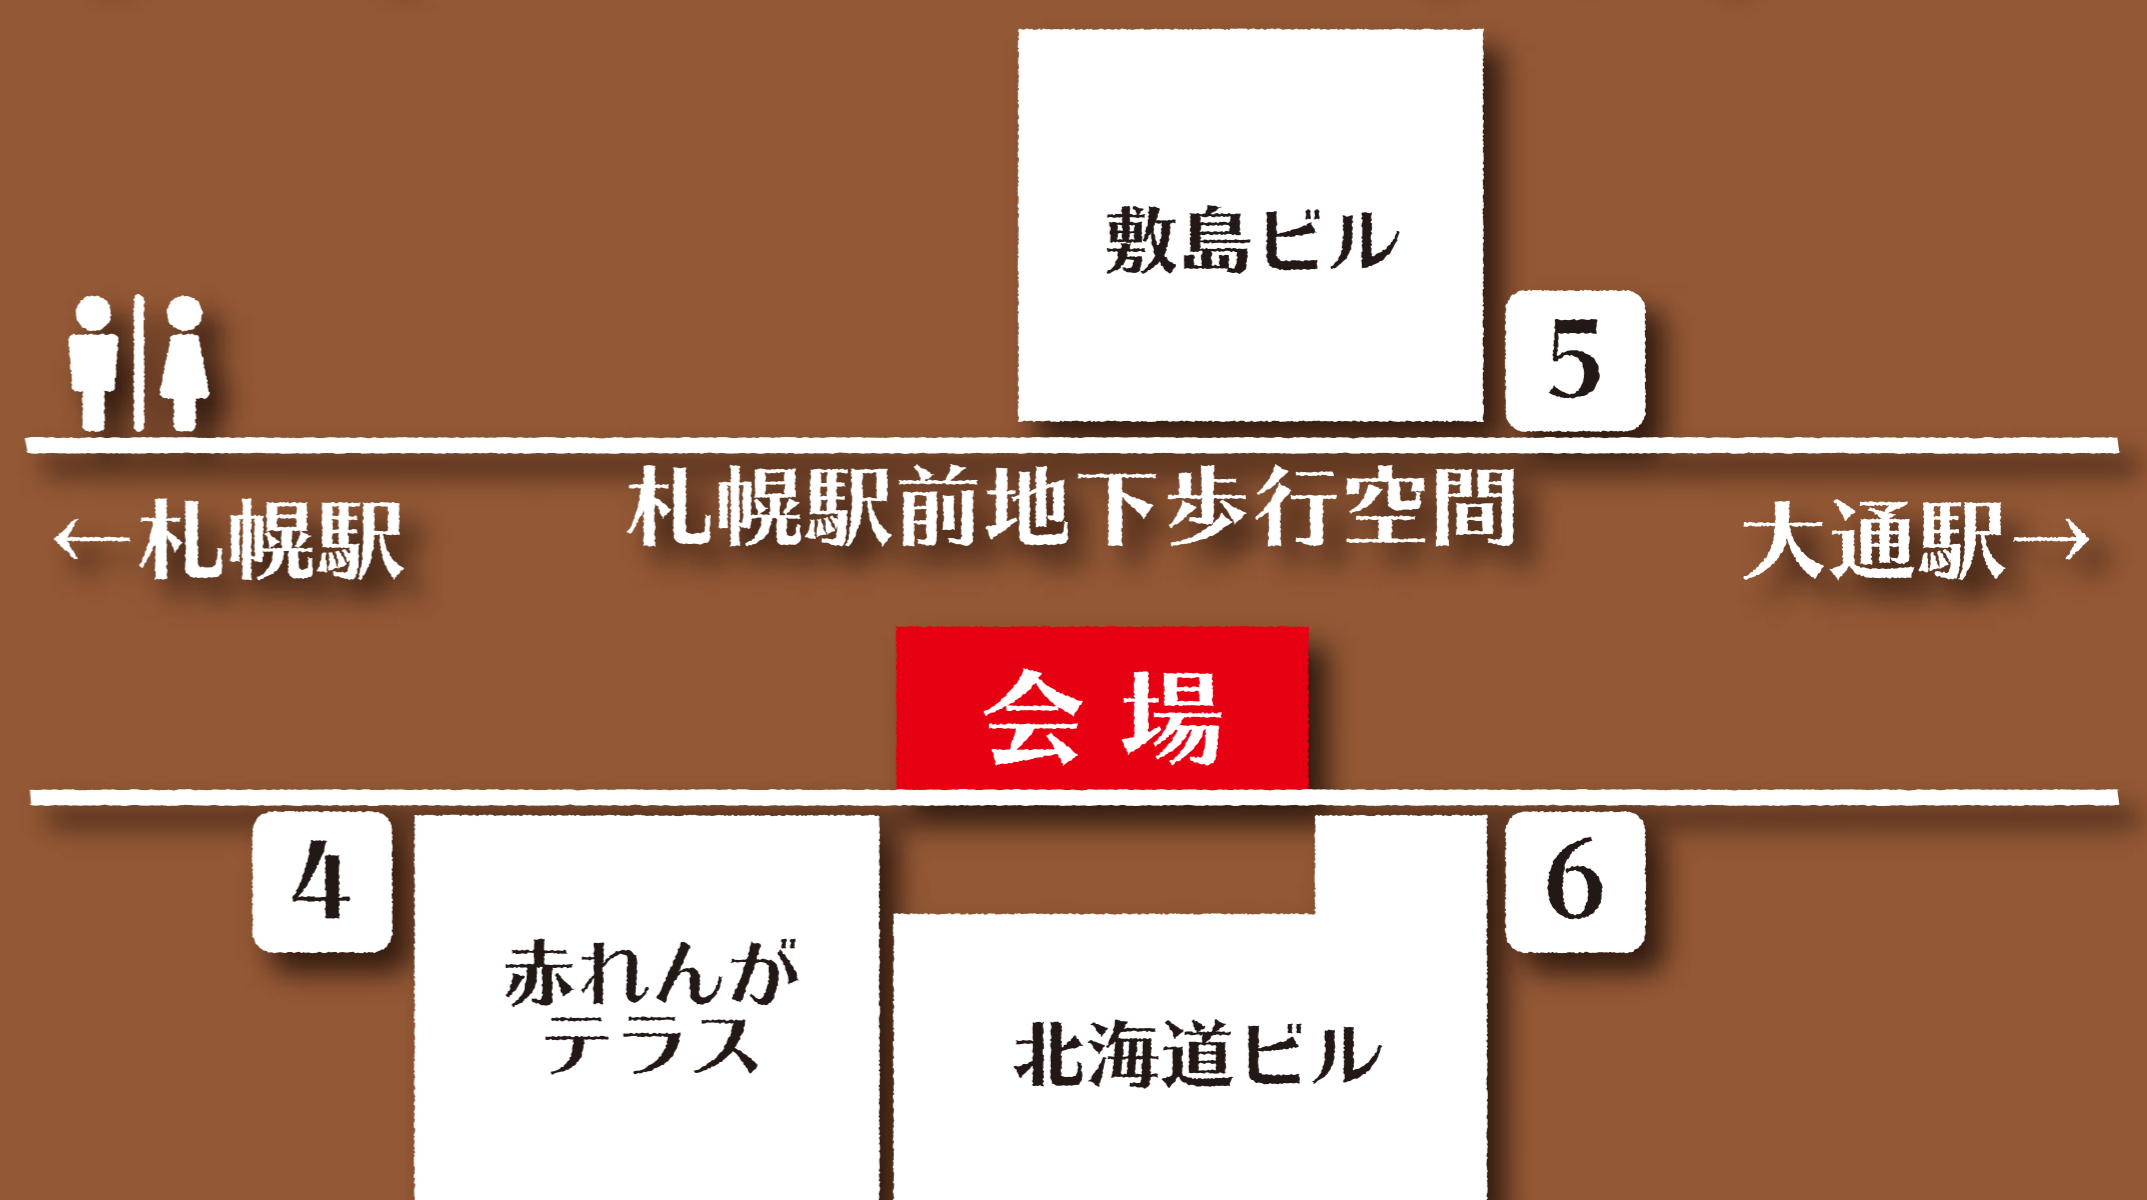 敷島ビル
5
札幌駅前地下歩行空間
←札幌駅
大通駅→
会場
4
6
赤れんが
テラス
北海道ビル